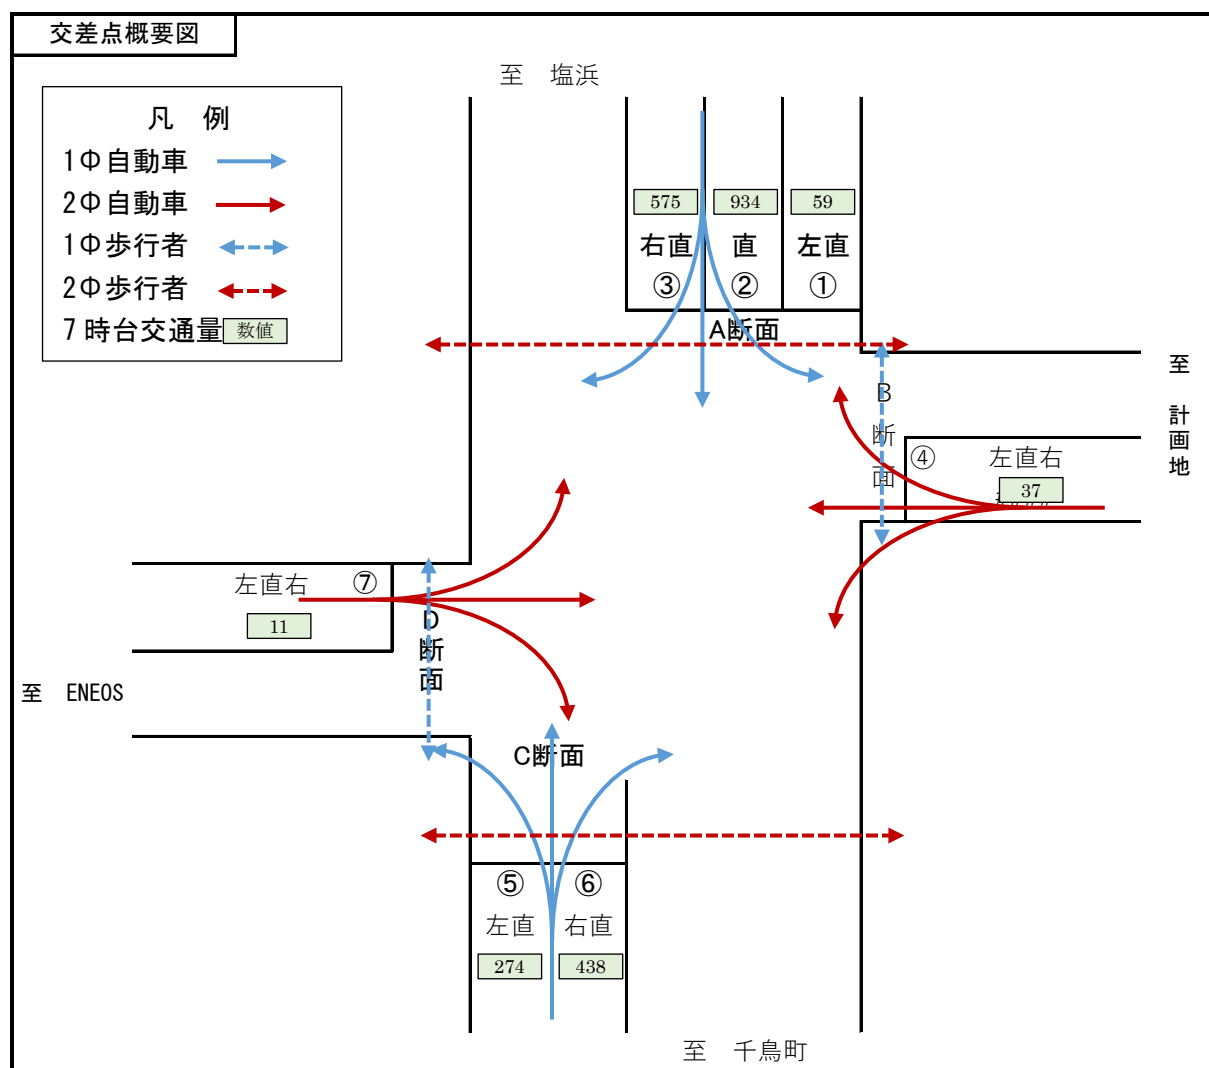 交差点概要図
至　塩浜
凡　例
1Φ自動車
2Φ自動車
1Φ歩行者
2Φ歩行者
7時台交通量 数値
575 934 59
右直 直 左直
③ ② ①
A断面
至　計画地
B断面
④ 左直右
37
左直右 ⑦
11
D断面
至　ENEOS
C断面
⑤ ⑥
左直 右直
274 438
至　千鳥町